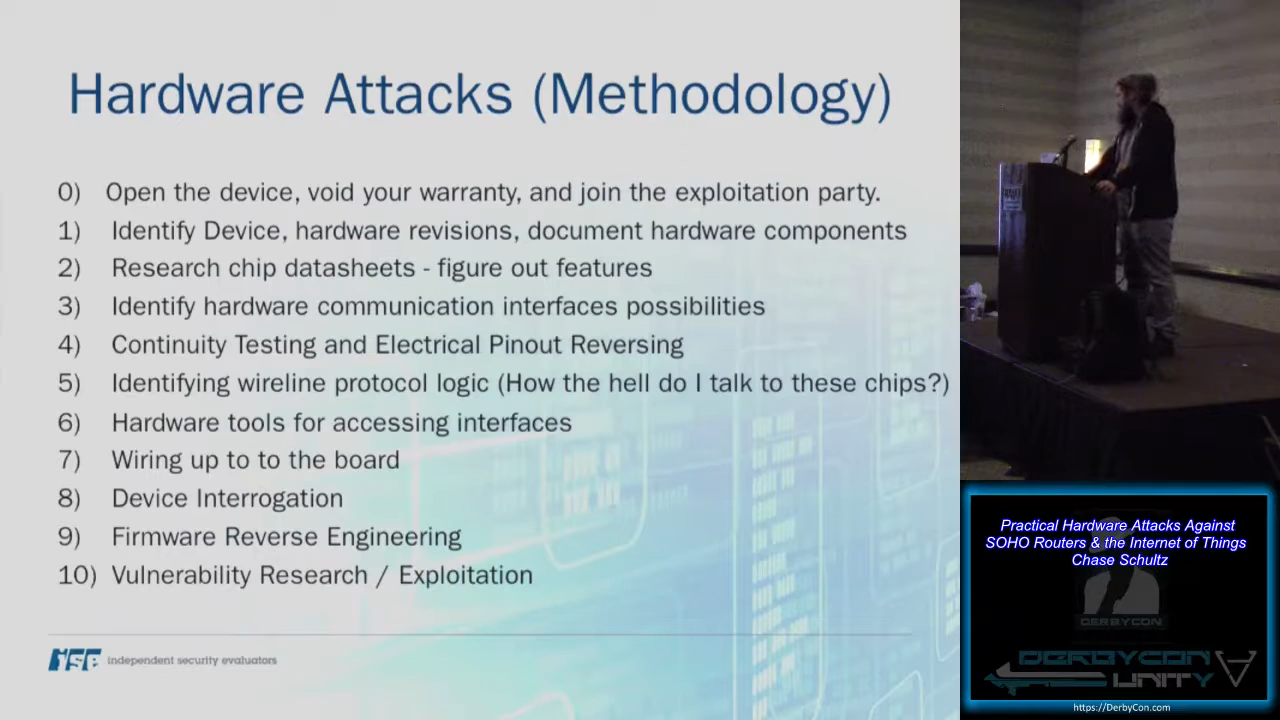 Hardware Attacks (Methodology)
0) Open the device, void your warranty, and join the exploitation party.
1) Identify Device, hardware revisions, document hardware components
2) Research chip datasheets - figure out features
3) Identify hardware communication interfaces possibilities
4) Continuity Testing and Electrical Pinout Reversing
5) Identifying wireline protocol logic (How the hell do I talk to these chips?)
6) Hardware tools for accessing interfaces
7) Wiring up to to the board
8) Device Interrogation
9) Firmware Reverse Engineering
10) Vulnerability Research / Exploitation
ISE independent security evaluators
Practical Hardware Attacks Against
SOHO Routers & the Internet of Things
Chase Schultz
DERBYCON
DERBYCON
UNITY
https://DerbyCon.com